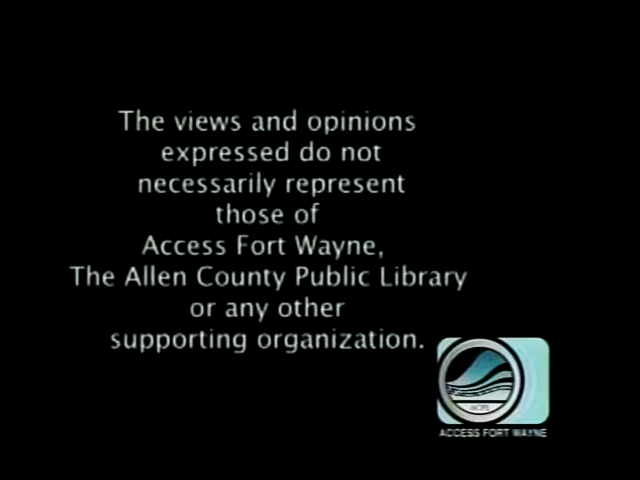 The views and opinions
expressed do not
necessarily represent
those of
Access Fort Wayne,
The Allen County Public Library
or any other
supporting organization.
ACCESS FORT WAYNE